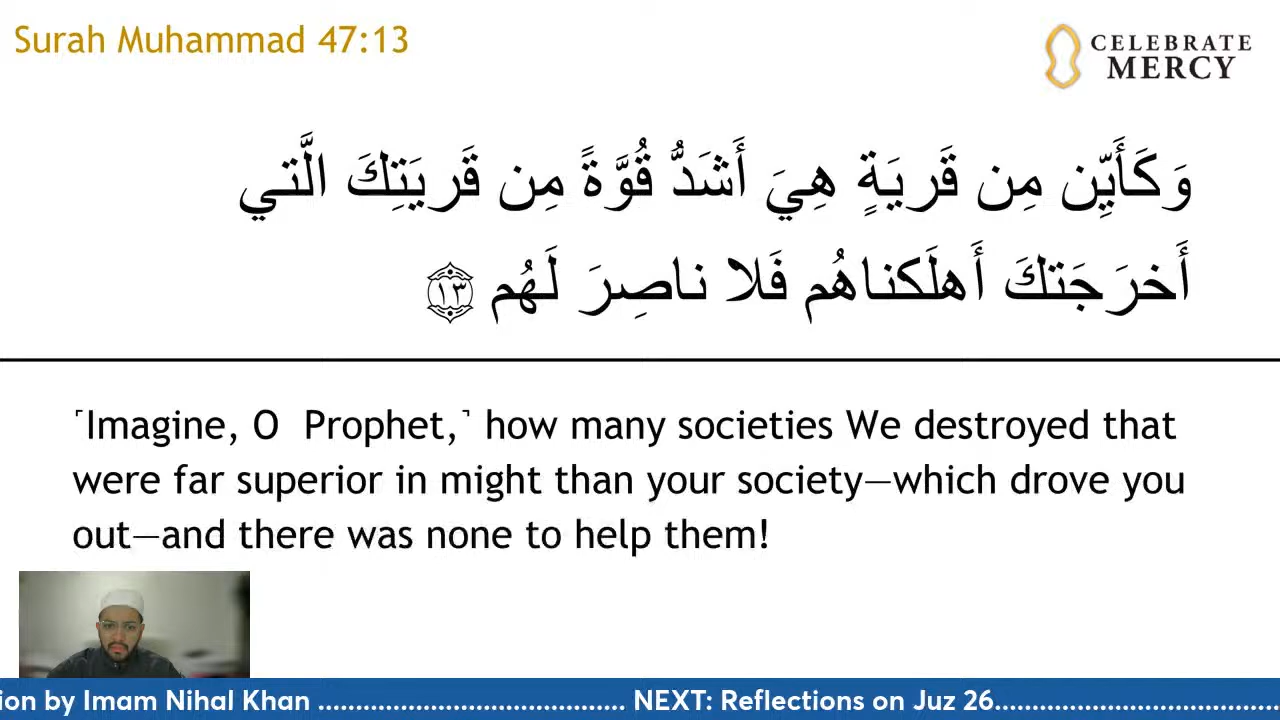 Surah Muhammad 47:13
CELEBRATE
MERCY
وَكَأَيِّن مِن قَريَةٍ هِيَ أَشَدُّ قُوَّةً مِن قَريَتِكَ الَّتي
أَخرَجَتكَ أَهلَكناهُم فَلا ناصِرَ لَهُم ١٣
˹Imagine, O  Prophet,˺ how many societies We destroyed that
were far superior in might than your society—which drove you
out—and there was none to help them!
ion by Imam Nihal Khan ............................................ NEXT: Reflections on Juz 26.........................................